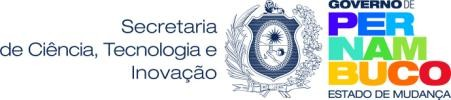 Secretaria
de Ciência, Tecnologia e
Inovação
GOVERNO DE
PER
NAM
BUCO
ESTADO DE MUDANÇA